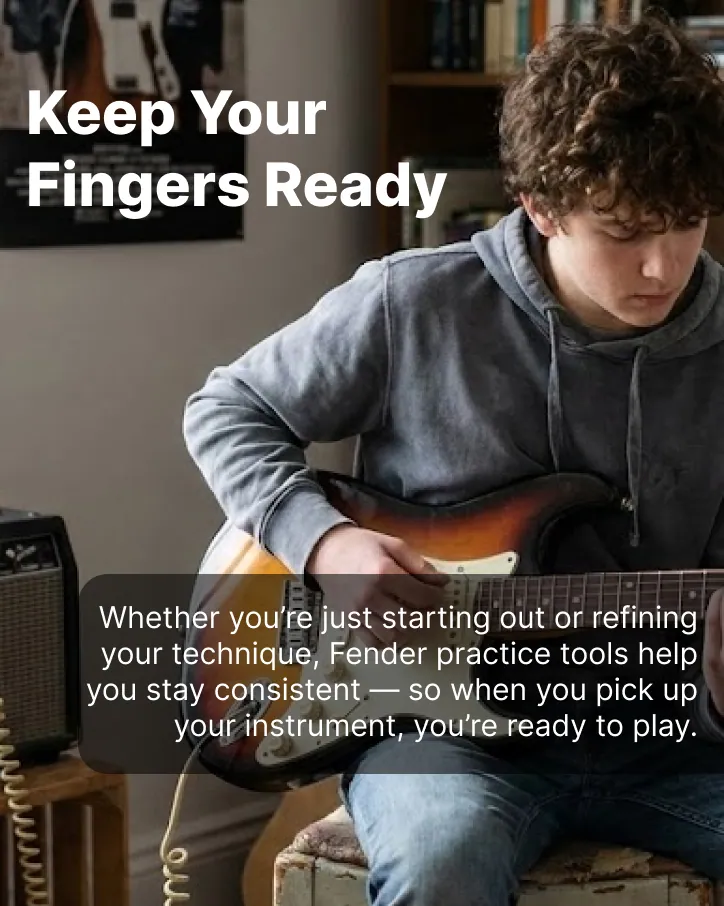 Keep Your
Fingers Ready
Whether you’re just starting out or refining
your technique, Fender practice tools help
you stay consistent — so when you pick up
your instrument, you’re ready to play.